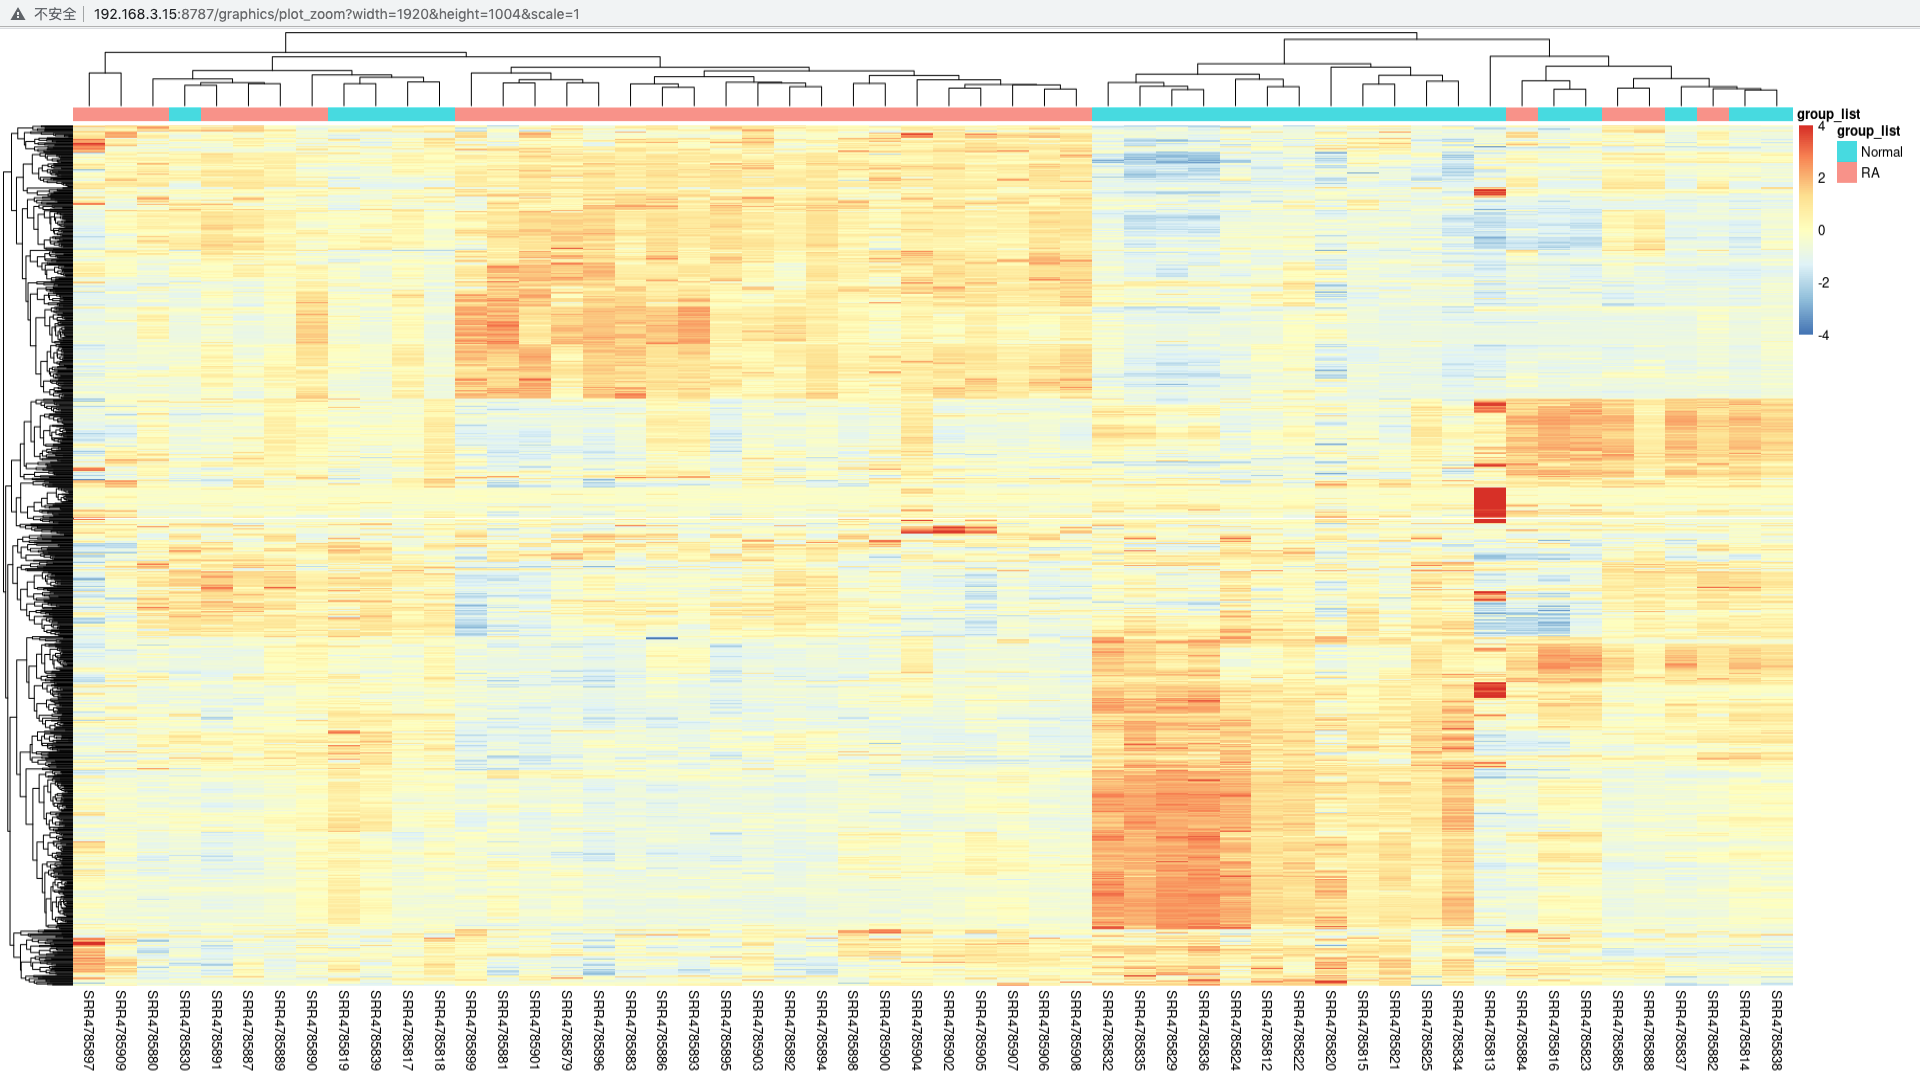 不安全 192.168.3.15:8787/graphics/plot_zoom?width=1920&height=1004&scale=1
group_list
4
2
0
-2
-4
group_list
Normal
RA
SRR4785897
SRR4785909
SRR4785880
SRR4785830
SRR4785891
SRR4785887
SRR4785889
SRR4785890
SRR4785819
SRR4785839
SRR4785817
SRR4785818
SRR4785899
SRR4785881
SRR4785901
SRR4785879
SRR4785896
SRR4785883
SRR4785886
SRR4785893
SRR4785895
SRR4785903
SRR4785892
SRR4785894
SRR4785898
SRR4785900
SRR4785904
SRR4785902
SRR4785905
SRR4785907
SRR4785906
SRR4785908
SRR4785832
SRR4785835
SRR4785829
SRR4785836
SRR4785824
SRR4785812
SRR4785822
SRR4785820
SRR4785815
SRR4785821
SRR4785825
SRR4785834
SRR4785813
SRR4785884
SRR4785816
SRR4785823
SRR4785885
SRR4785888
SRR4785837
SRR4785882
SRR4785814
SRR4785838